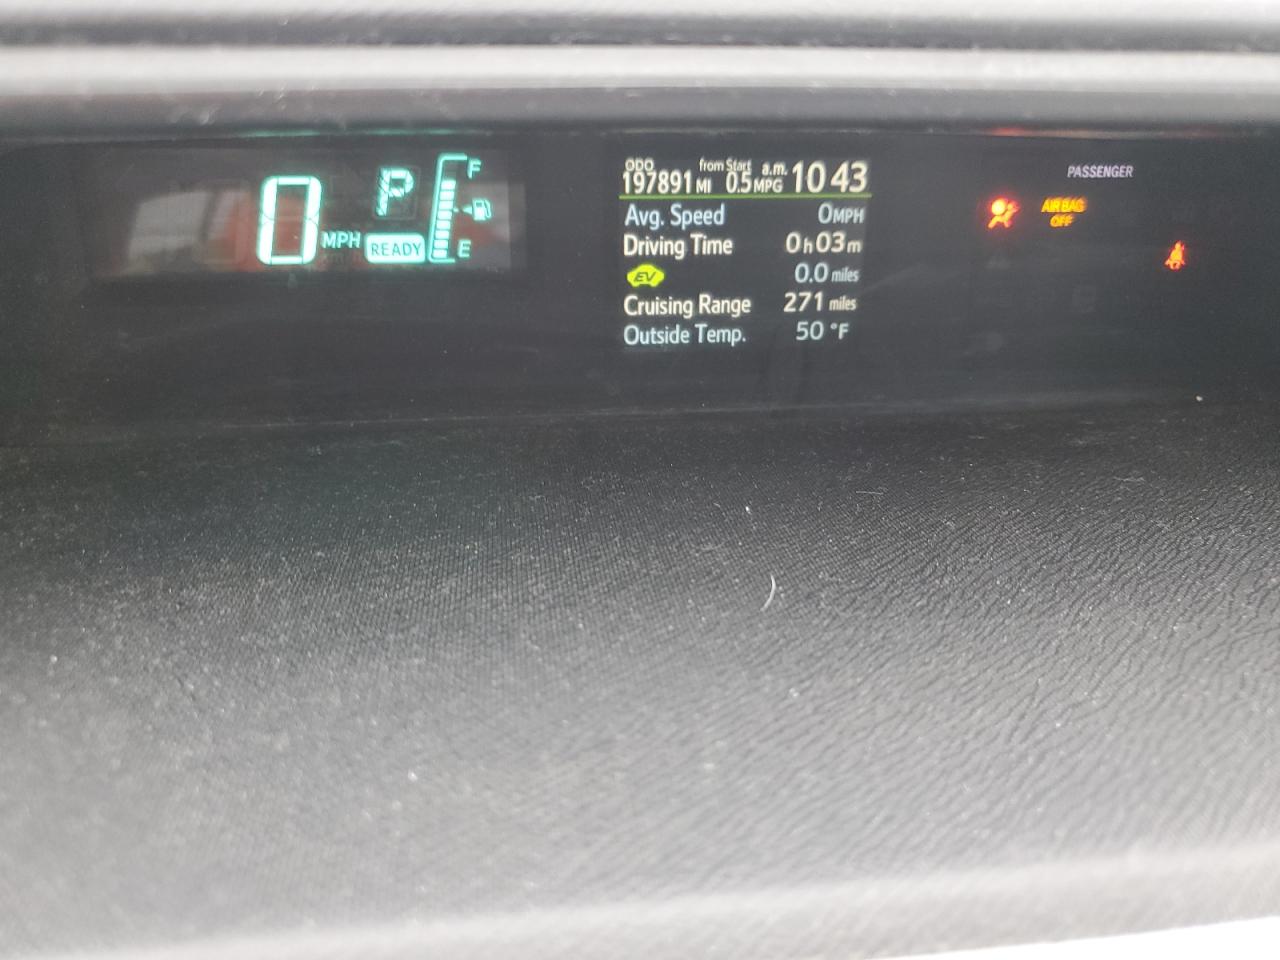 0 MPH P READY F E
ODO 197891 MI from Start 0.5 MPG a.m. 10 43
Avg. Speed 0 MPH
Driving Time 0 h 03 m
EV 0.0 miles
Cruising Range 271 miles
Outside Temp. 50 °F
PASSENGER
AIR BAG
OFF